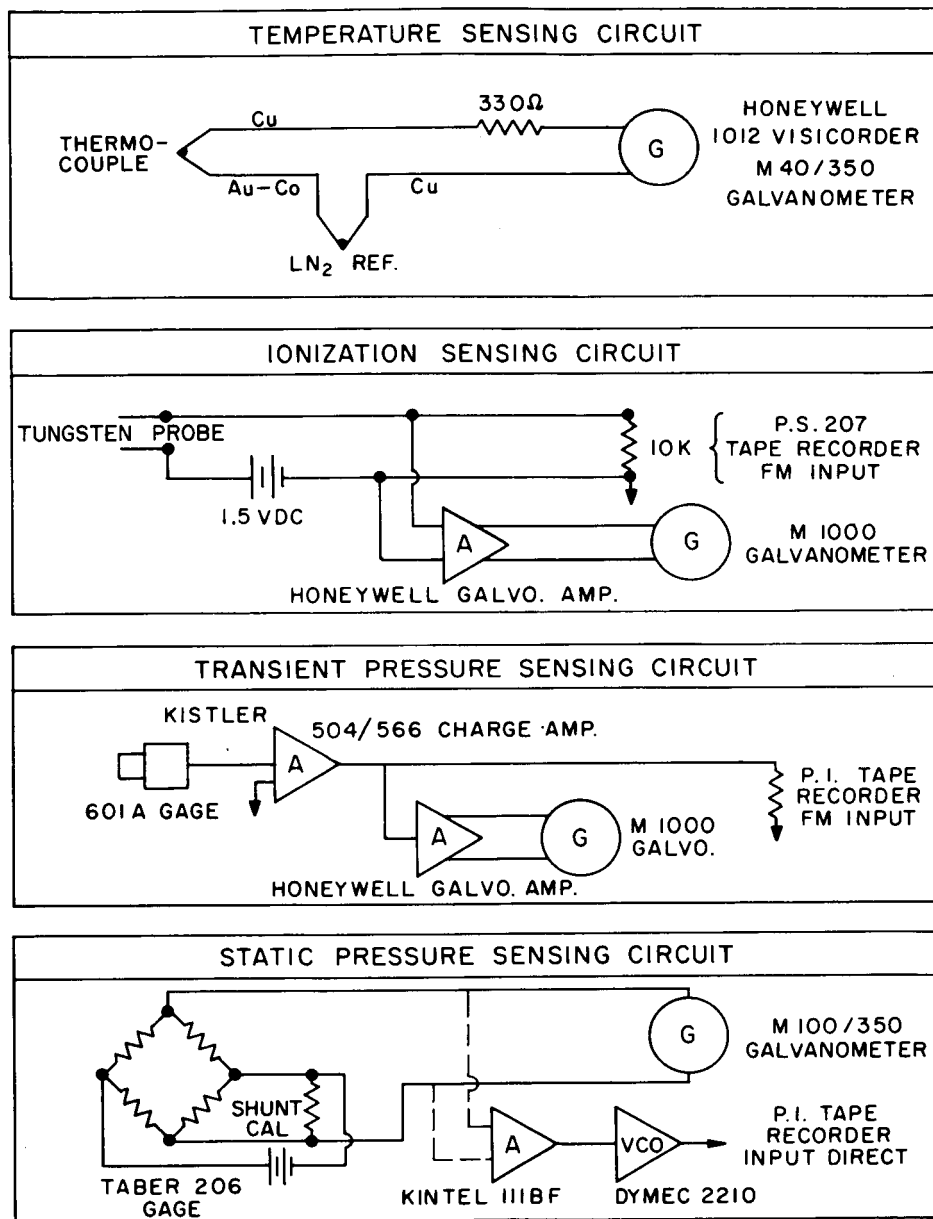 TEMPERATURE SENSING CIRCUIT
330Ω
Cu
THERMO-
COUPLE
Au-Co
Cu
LN₂ REF.
G
HONEYWELL
1012 VISICORDER
M 40/350
GALVANOMETER
IONIZATION SENSING CIRCUIT
TUNGSTEN PROBE
1.5 VDC
10K
P.S. 207
TAPE RECORDER
FM INPUT
A
G
M 1000
GALVANOMETER
HONEYWELL GALVO. AMP.
TRANSIENT PRESSURE SENSING CIRCUIT
KISTLER
504/566 CHARGE AMP.
A
601A GAGE
P.I. TAPE
RECORDER
FM INPUT
A
G
M 1000
GALVO.
HONEYWELL GALVO. AMP.
STATIC PRESSURE SENSING CIRCUIT
G
M 100/350
GALVANOMETER
SHUNT
CAL
TABER 206
GAGE
A
VCO
P.I. TAPE
RECORDER
INPUT DIRECT
KINTEL 111BF
DYMEC 2210